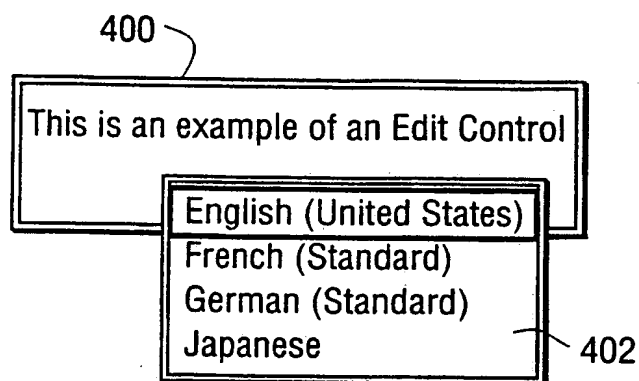 400
This is an example of an Edit Control
English (United States)
French (Standard)
German (Standard)
Japanese
402